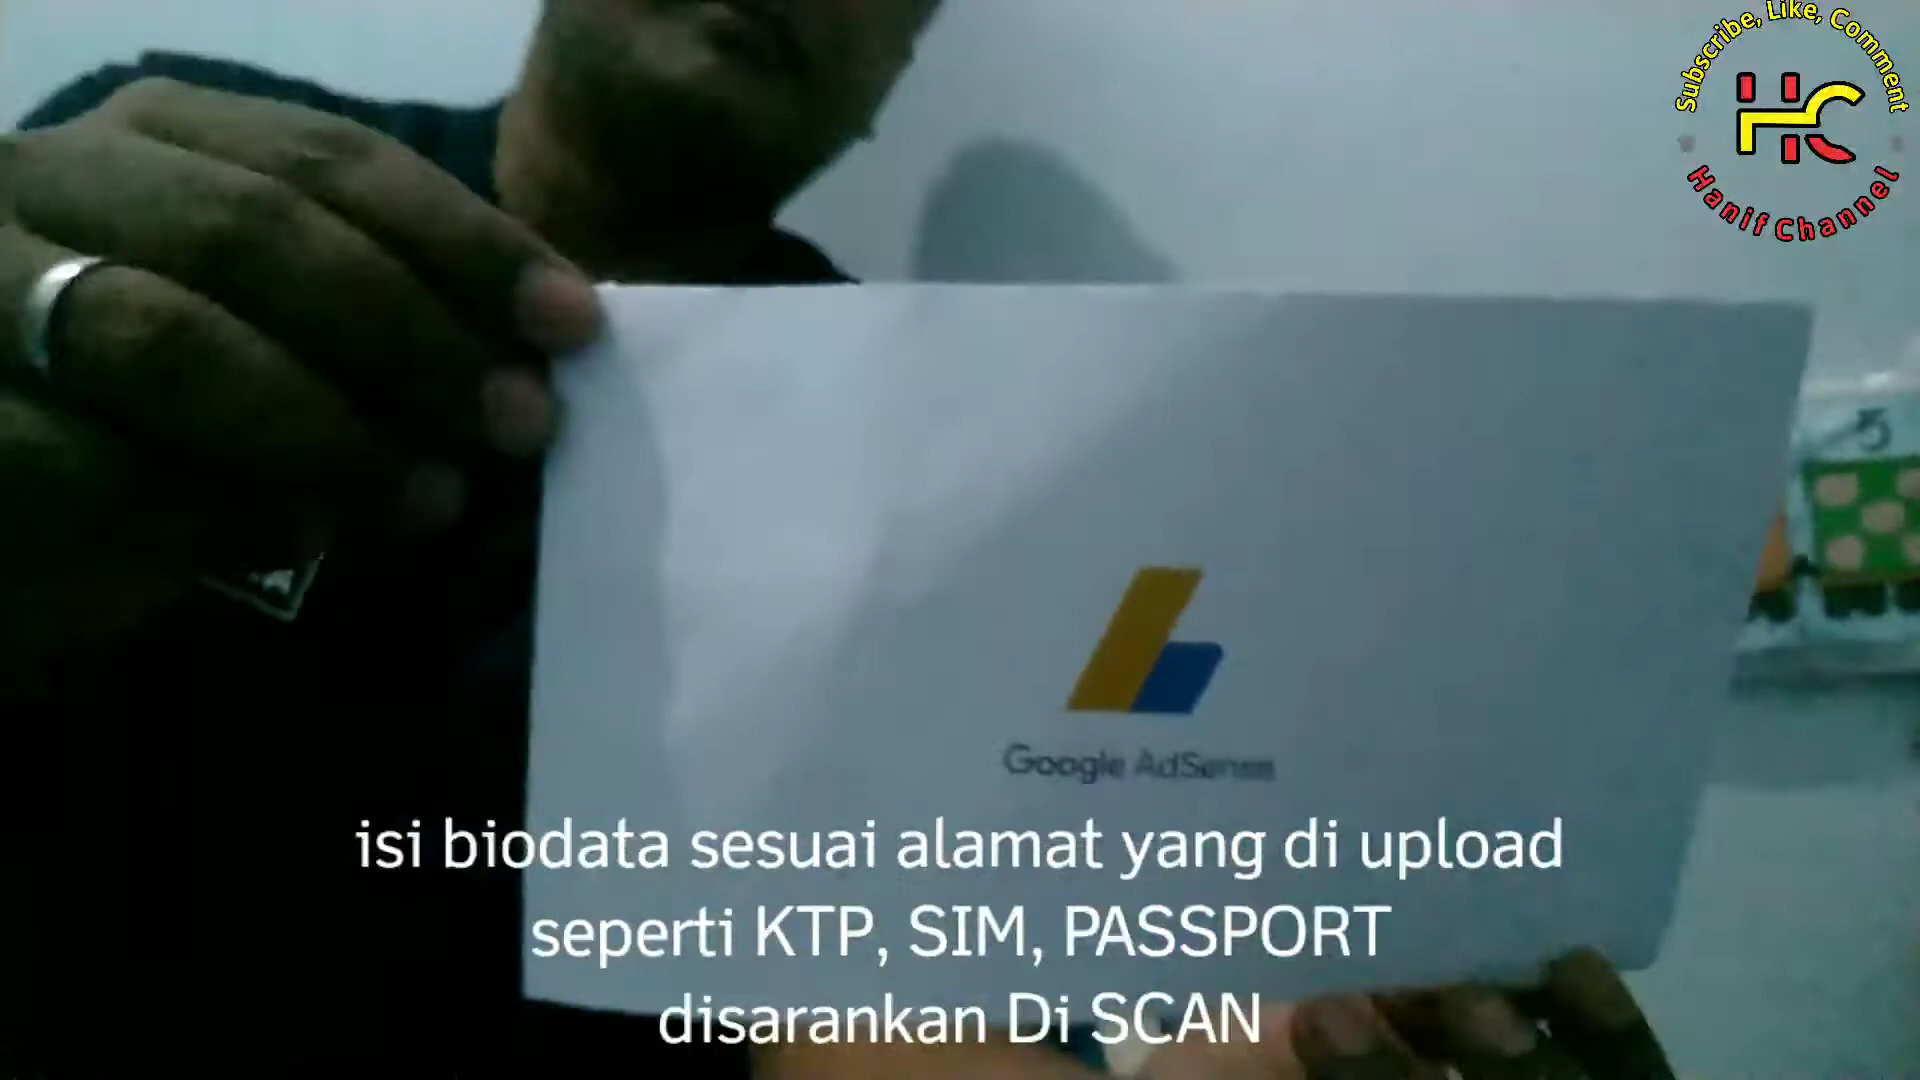 Subscribe, Like, Comment
HC
Hanif Channel
5
Google AdSense
isi biodata sesuai alamat yang di upload
seperti KTP, SIM, PASSPORT
disarankan Di SCAN